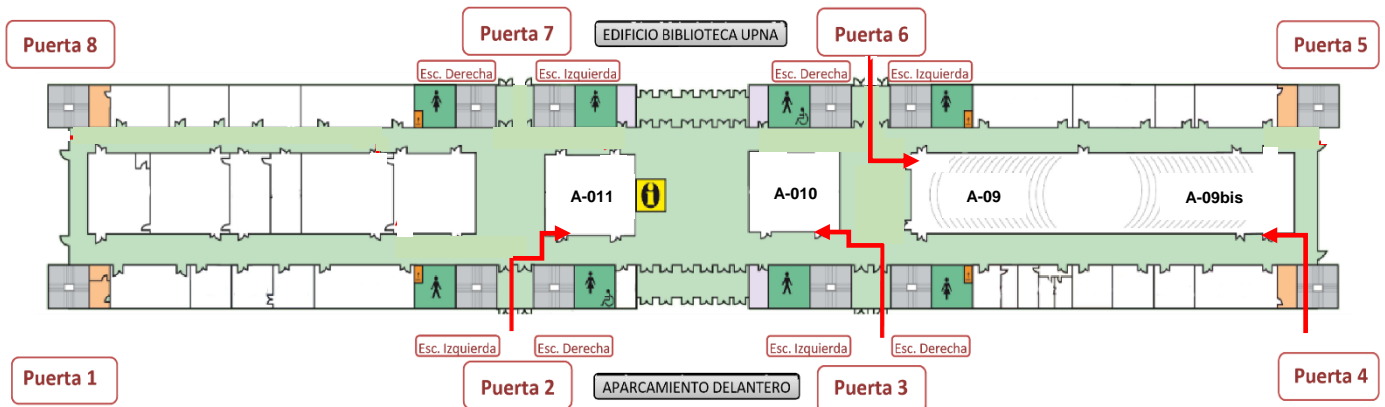 Puerta 8
Puerta 7
EDIFICIO BIBLIOTECA UPNA
Puerta 6
Puerta 5
Esc. Derecha
Esc. Izquierda
Esc. Derecha
Esc. Izquierda
A-011
A-010
A-09
A-09bis
Esc. Izquierda
Esc. Derecha
Esc. Izquierda
Esc. Derecha
Puerta 1
Puerta 2
APARCAMIENTO DELANTERO
Puerta 3
Puerta 4